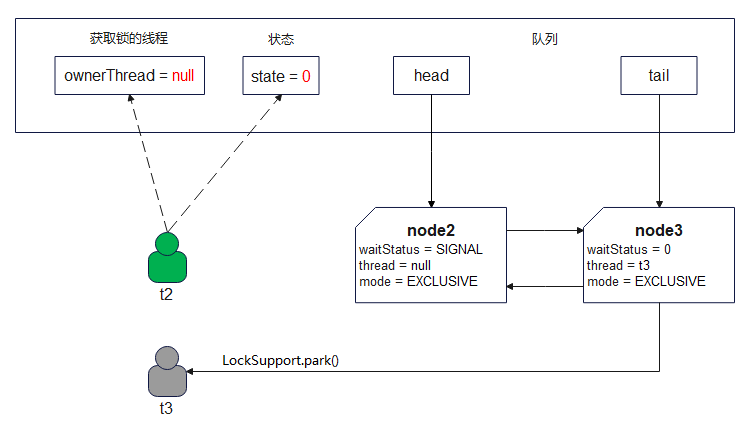 获取锁的线程
状态
队列
ownerThread = null
state = 0
head
tail
node2
waitStatus = SIGNAL
thread = null
mode = EXCLUSIVE
node3
waitStatus = 0
thread = t3
mode = EXCLUSIVE
t2
LockSupport.park()
t3